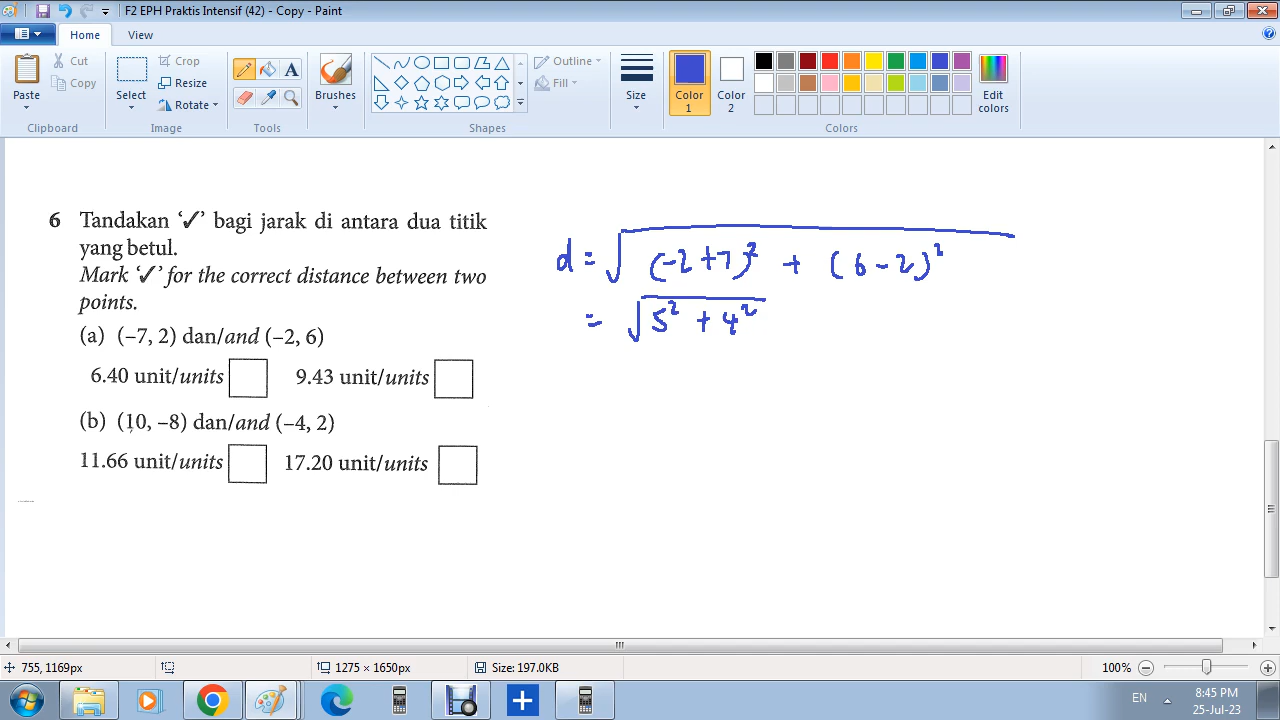 F2 EPH Praktis Intensif (42) - Copy - Paint
Home View
Paste
Cut
Copy
Clipboard
Select
Crop
Resize
Rotate
Image
A
Tools
Brushes
Outline
Fill
Shapes
Size
Color 1
Color 2
Edit colors
Colors
6 Tandakan ‘✓’ bagi jarak di antara dua titik
yang betul.
Mark ‘✓’ for the correct distance between two
points.
(a) (–7, 2) dan/and (–2, 6)
6.40 unit/units 9.43 unit/units
(b) (10, –8) dan/and (–4, 2)
11.66 unit/units 17.20 unit/units
d = √(-2+7)² + (6-2)²
= √5² + 4²
755, 1169px 1275 × 1650px Size: 197.0KB 100%
EN 8:45 PM
25-Jul-23